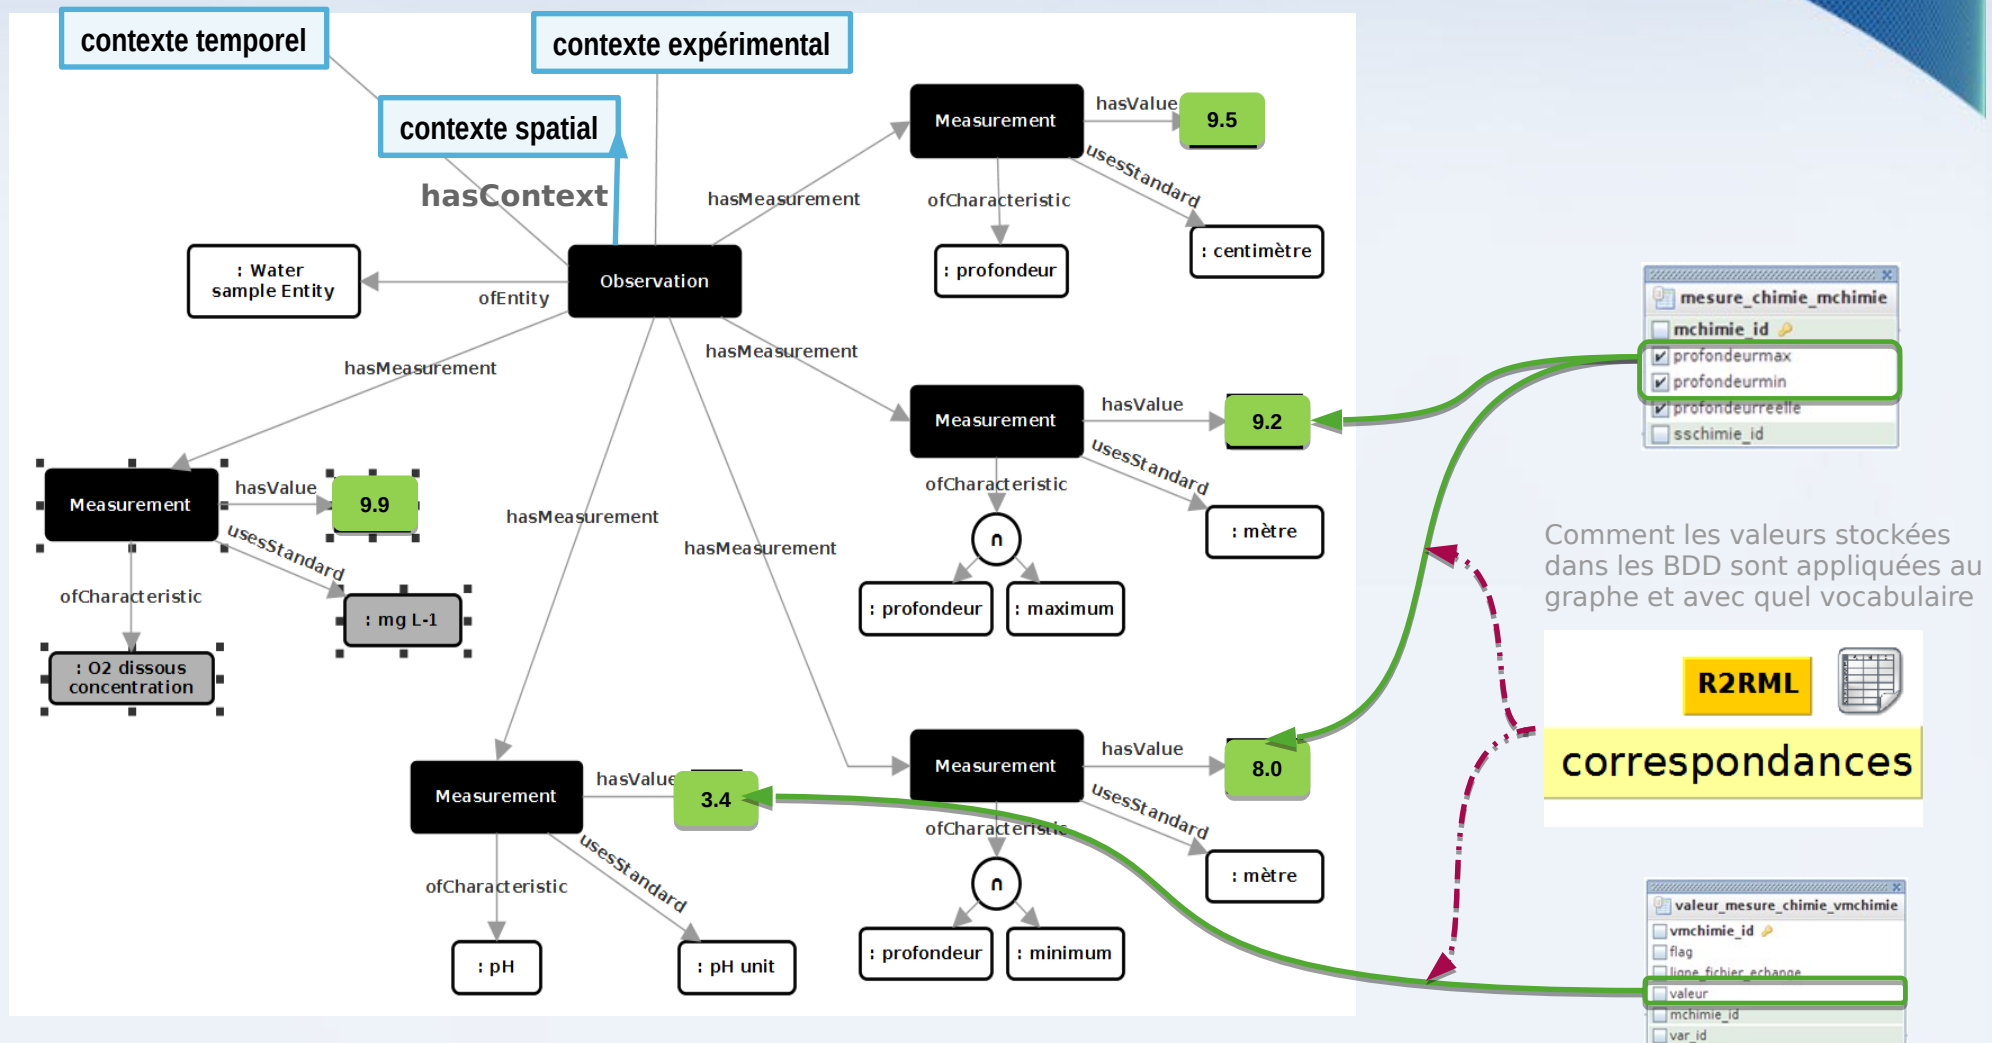 contexte temporel
contexte expérimental
contexte spatial
hasContext
Measurement
hasValue
9.5
usesStandard
ofCharacteristic
hasMeasurement
: profondeur
: centimètre
: Water
sample Entity
ofEntity
Observation
hasMeasurement
hasMeasurement
Measurement
hasValue
9.2
usesStandard
ofCharacteristic
∩
: mètre
: profondeur
: maximum
Measurement
hasValue
9.9
usesStandard
ofCharacteristic
: mg L-1
: O2 dissous
concentration
hasMeasurement
hasMeasurement
Measurement
hasValue
3.4
usesStandard
ofCharacteristic
: pH
: pH unit
Measurement
hasValue
8.0
usesStandard
ofCharacteristic
∩
: mètre
: profondeur
: minimum
mesure_chimie_mchimie
mchimie_id
profondeurmax
profondeurmin
profondeurreelle
sschimie_id
Comment les valeurs stockées
dans les BDD sont appliquées au
graphe et avec quel vocabulaire
R2RML
correspondances
valeur_mesure_chimie_vmchimie
vmchimie_id
flag
ligne_fichier_echange
valeur
mchimie_id
var_id